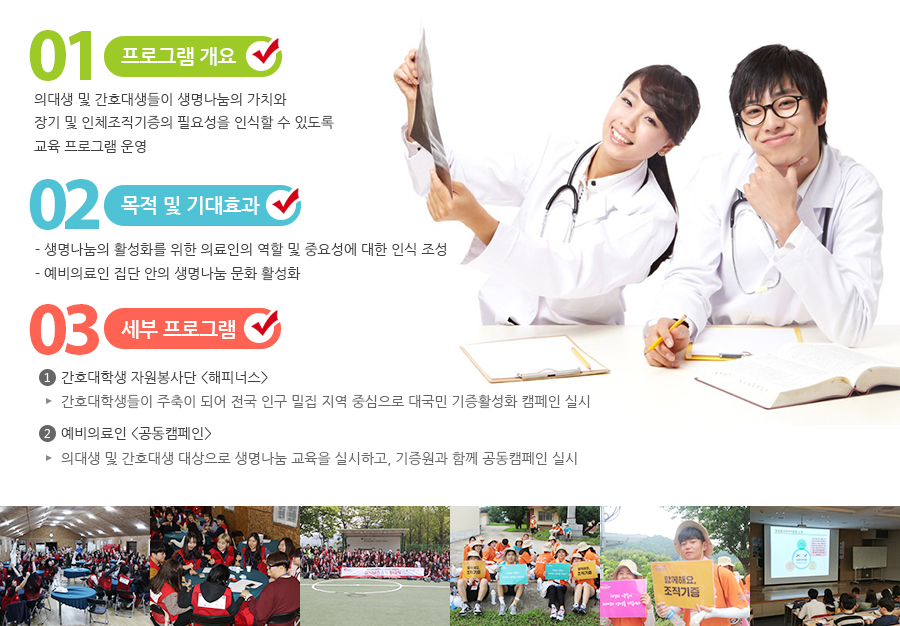 01 프로그램 개요
의대생 및 간호대생들이 생명나눔의 가치와
장기 및 인체조직기증의 필요성을 인식할 수 있도록
교육 프로그램 운영
02 목적 및 기대효과
- 생명나눔의 활성화를 위한 의료인의 역할 및 중요성에 대한 인식 조성
- 예비의료인 집단 안의 생명나눔 문화 활성화
03 세부 프로그램
1 간호대학생 자원봉사단 <해피너스>
▸ 간호대학생들이 주축이 되어 전국 인구 밀집 지역 중심으로 대국민 기증활성화 캠페인 실시
2 예비의료인 <공동캠페인>
▸ 의대생 및 간호대생 대상으로 생명나눔 교육을 실시하고, 기증원과 함께 공동캠페인 실시
함께해요,
조직기증